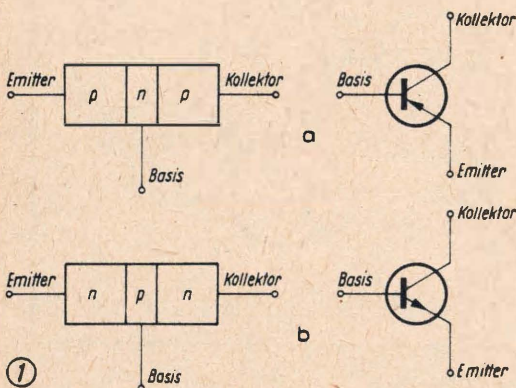 Kollektor
Emitter p n p Kollektor
Basis
a
Basis
Emitter
Kollektor
Emitter n p n Kollektor
Basis
b
Basis
Emitter
1